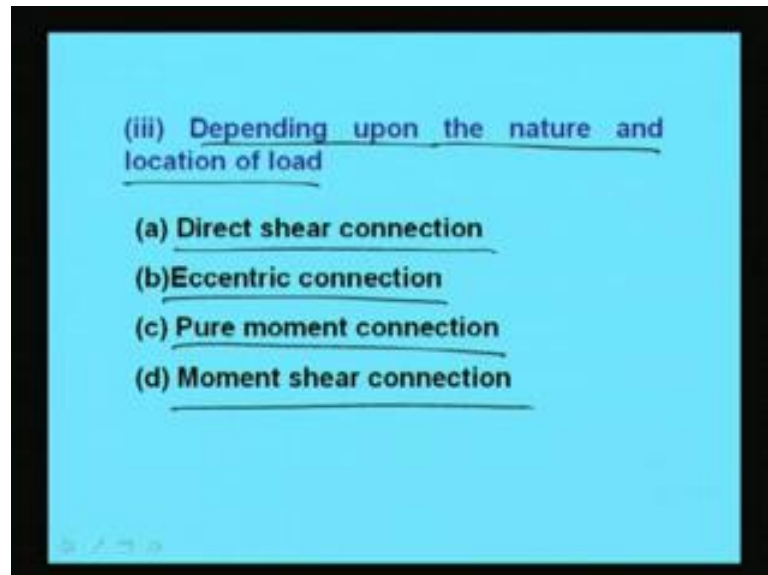 (iii) Depending upon the nature and
location of load
(a) Direct shear connection
(b)Eccentric connection
(c) Pure moment connection
(d) Moment shear connection